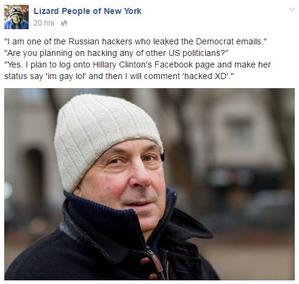 Lizard People of New York
20 hrs ·
"I am one of the Russian hackers who leaked the Democrat emails."
"Are you planning on hacking any of other US politicians?"
"Yes. I plan to log onto Hillary Clinton's Facebook page and make her
status say 'im gay lol' and then I will comment 'hacked XD'."